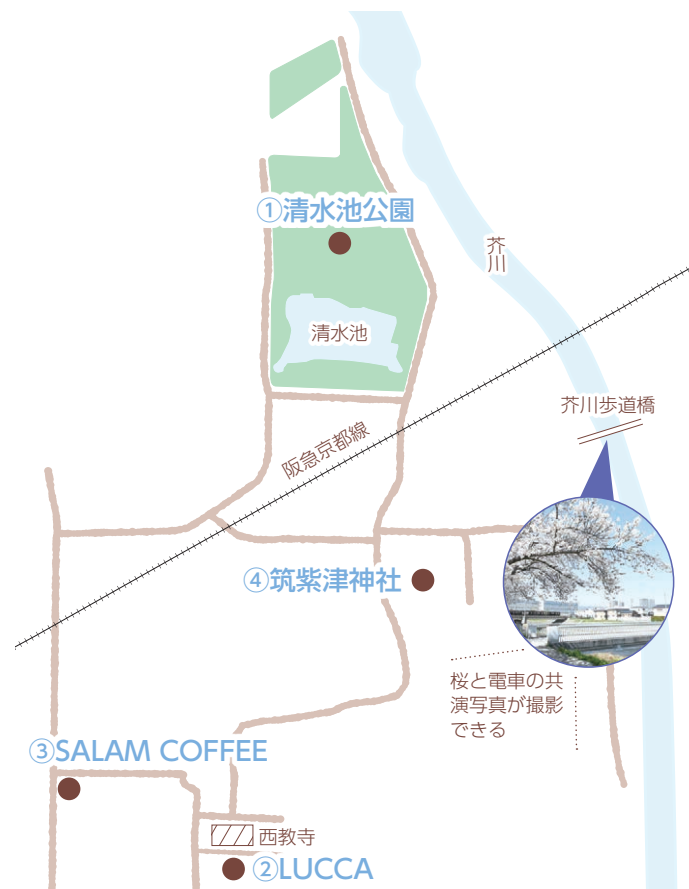 ①清水池公園
芥川
清水池
芥川歩道橋
阪急京都線
④筑紫津神社
桜と電車の共
演写真が撮影
できる
③SALAM COFFEE
西教寺
②LUCCA